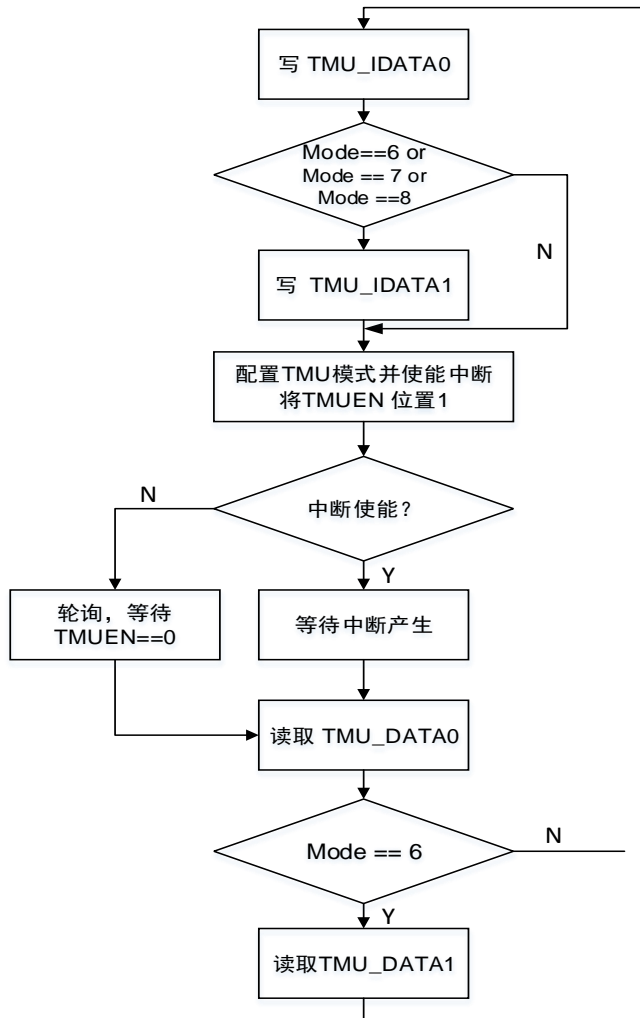 写 TMU_IDATA0
Mode==6 or
Mode == 7 or
Mode ==8
N
写 TMU_IDATA1
配置TMU模式并使能中断
将TMUEN 位置1
N
中断使能?
Y
轮询，等待
TMUEN==0
等待中断产生
读取 TMU_DATA0
Mode == 6
N
Y
读取TMU_DATA1